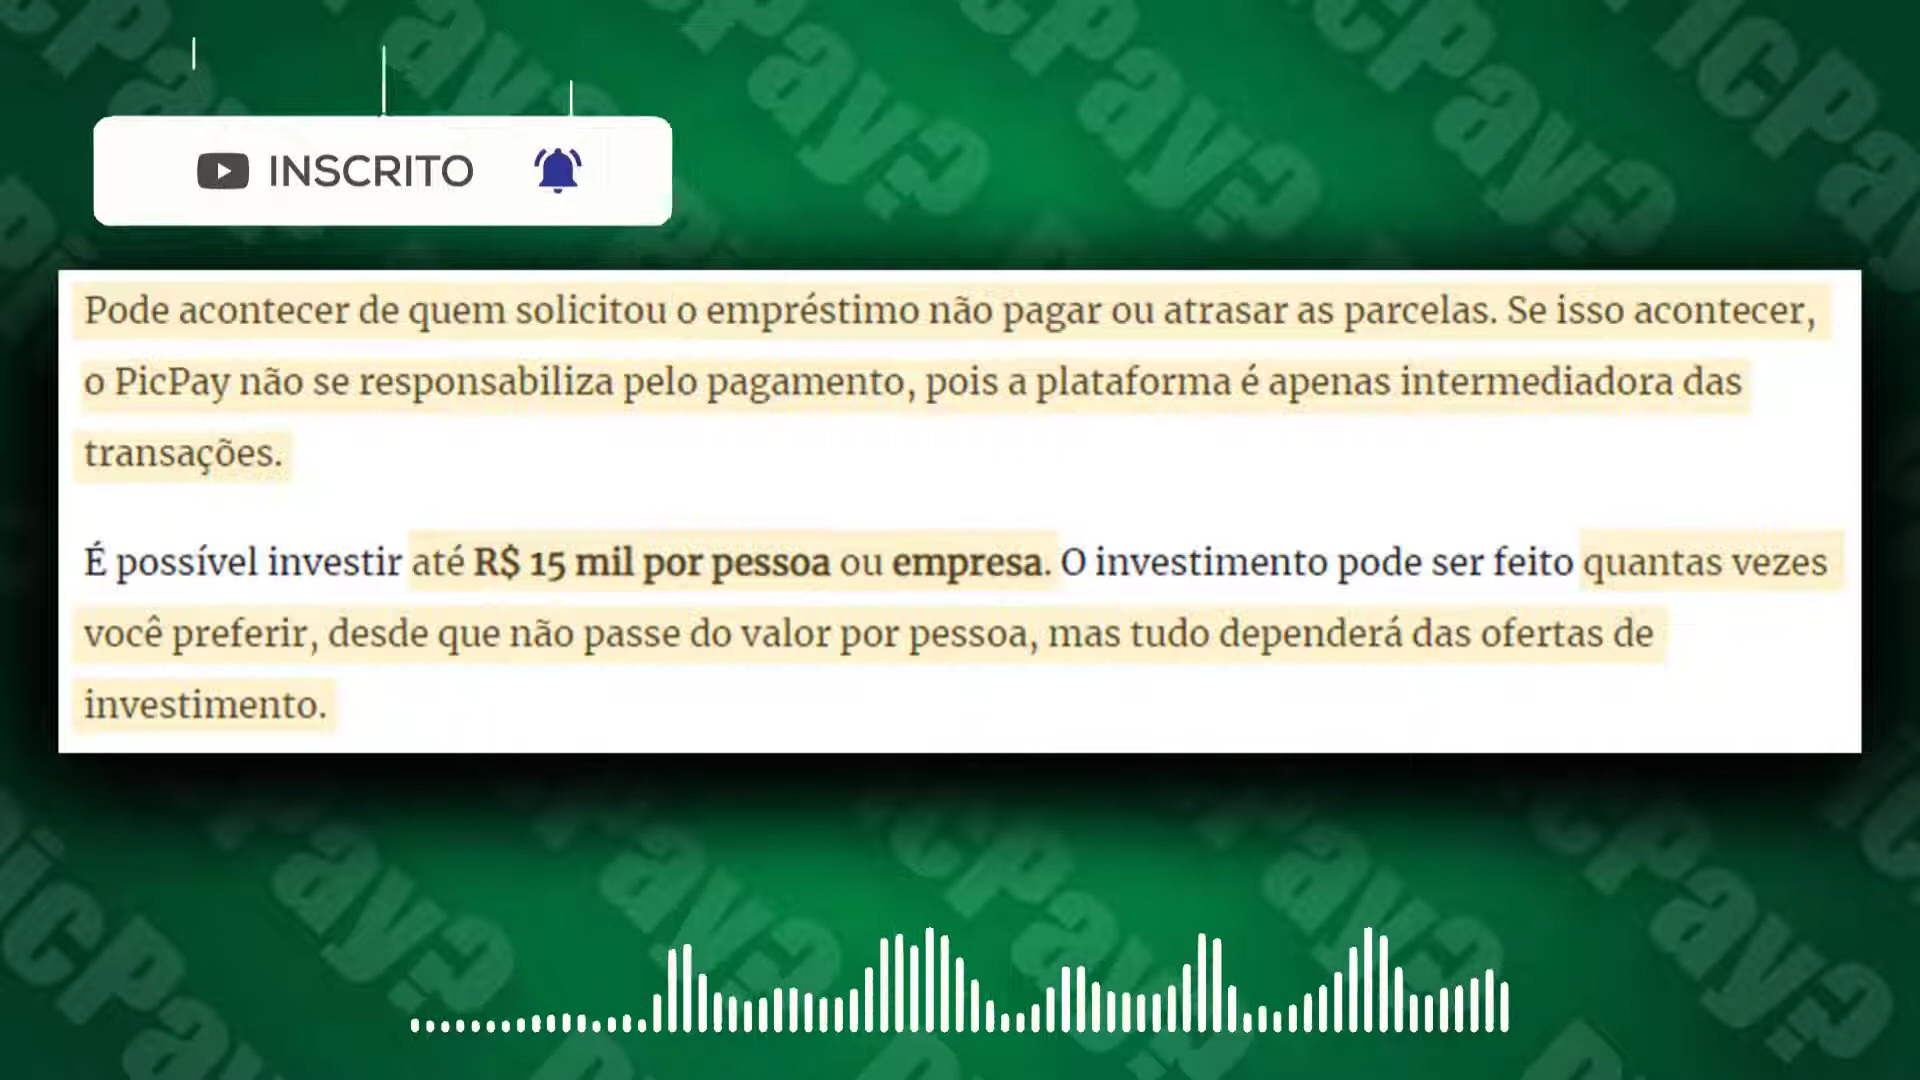 INSCRITO
Pode acontecer de quem solicitou o empréstimo não pagar ou atrasar as parcelas. Se isso acontecer,
o PicPay não se responsabiliza pelo pagamento, pois a plataforma é apenas intermediadora das
transações.
É possível investir até R$ 15 mil por pessoa ou empresa. O investimento pode ser feito quantas vezes
você preferir, desde que não passe do valor por pessoa, mas tudo dependerá das ofertas de
investimento.